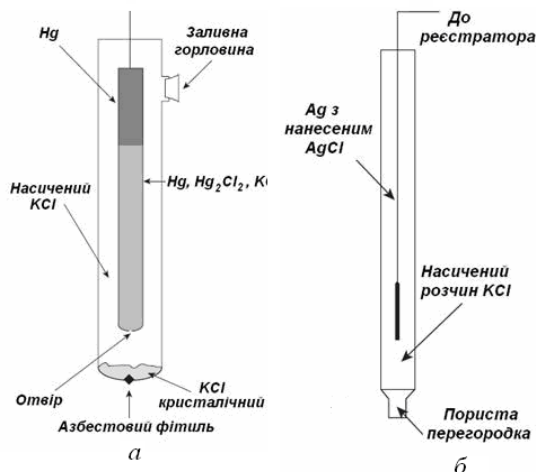 Hg
Заливна
горловина
Насичений
KCl
Hg, Hg₂Cl₂, K
Отвір
KCl
кристалічний
Азбестовий фітиль
а
До
реєстратора
Ag з
нанесеним
AgCl
Насичений
розчин KCl
Пориста
перегородка
б